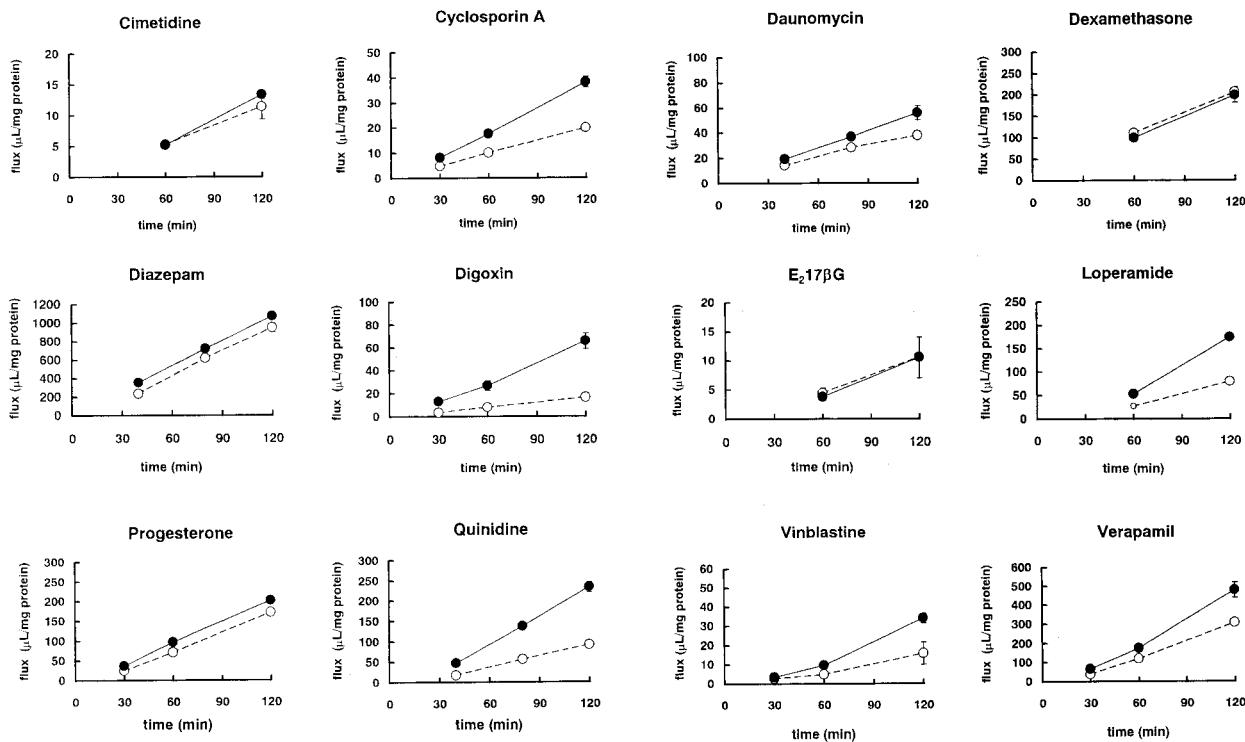 Cimetidine
flux (µL/mg protein)
20
15
10
5
0
0 30 60 90 120
time (min)
Cyclosporin A
flux (µL/mg protein)
50
40
30
20
10
0
0 30 60 90 120
time (min)
Daunomycin
flux (µL/mg protein)
100
80
60
40
20
0
0 30 60 90 120
time (min)
Dexamethasone
flux (µL/mg protein)
300
250
200
150
100
50
0
0 30 60 90 120
time (min)
Diazepam
flux (µL/mg protein)
1200
1000
800
600
400
200
0
0 30 60 90 120
time (min)
Digoxin
flux (µL/mg protein)
100
80
60
40
20
0
0 30 60 90 120
time (min)
E₂17βG
flux (µL/mg protein)
20
15
10
5
0
0 30 60 90 120
time (min)
Loperamide
flux (µL/mg protein)
250
200
150
100
50
0
0 30 60 90 120
time (min)
Progesterone
flux (µL/mg protein)
300
250
200
150
100
50
0
0 30 60 90 120
time (min)
Quinidine
flux (µL/mg protein)
300
250
200
150
100
50
0
0 30 60 90 120
time (min)
Vinblastine
flux (µL/mg protein)
60
50
40
30
20
10
0
0 30 60 90 120
time (min)
Verapamil
flux (µL/mg protein)
600
500
400
300
200
100
0
0 30 60 90 120
time (min)